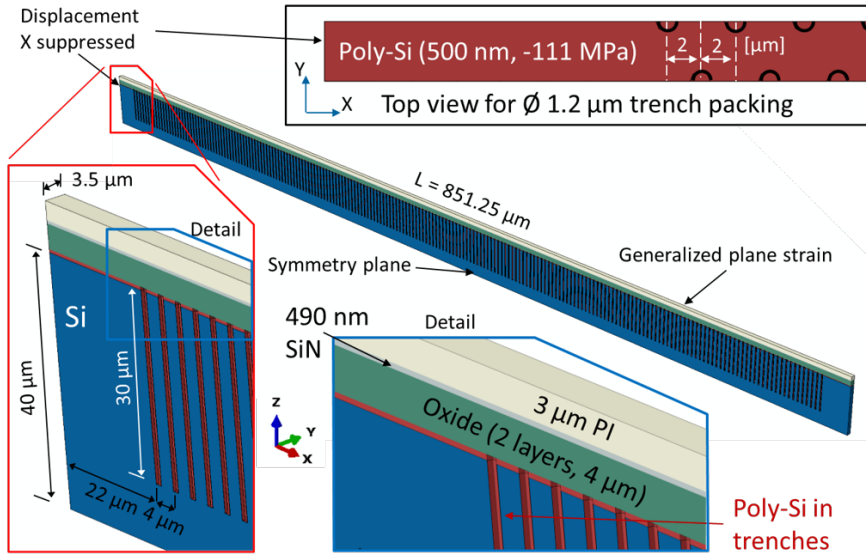 Displacement
X suppressed
Poly-Si (500 nm, -111 MPa)
2
2
[µm]
Y
X
Top view for Ø 1.2 µm trench packing
3.5 µm
Detail
L = 851.25 µm
Symmetry plane
Generalized plane strain
Si
40 µm
30 µm
22 µm
4 µm
Z
Y
X
490 nm
SiN
Detail
3 µm PI
Oxide (2 layers, 4 µm)
Poly-Si in
trenches